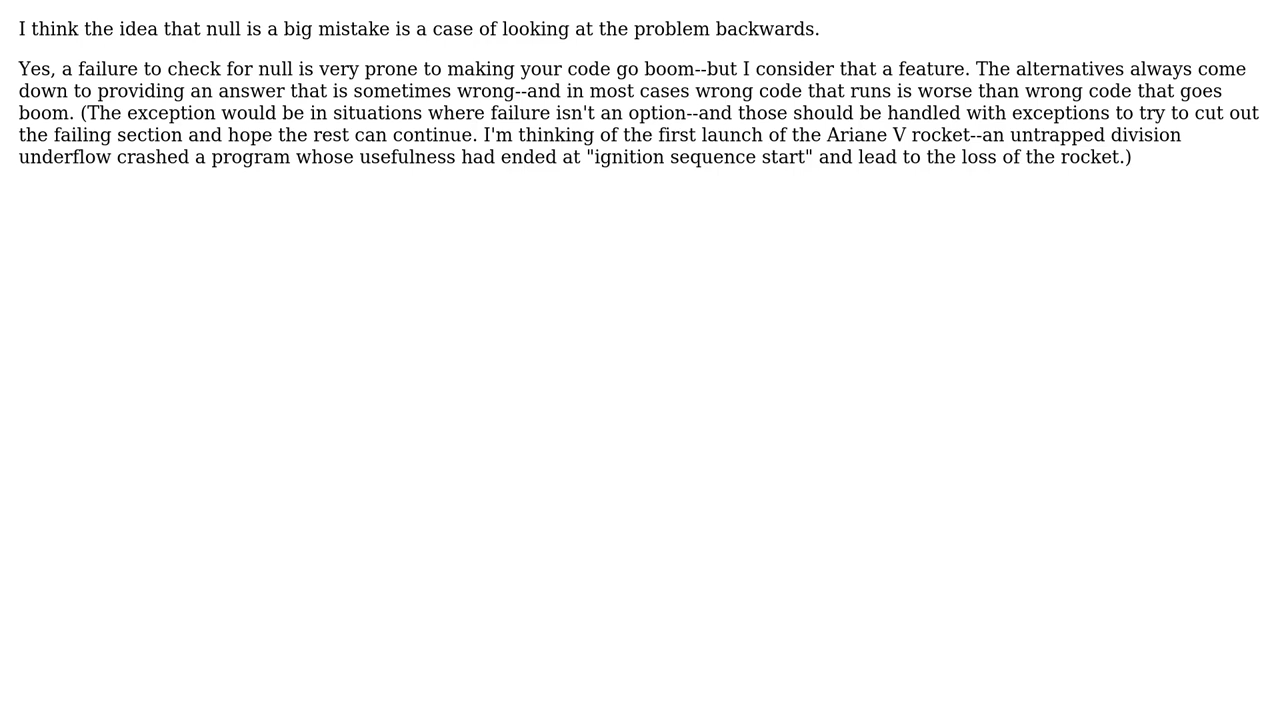 I think the idea that null is a big mistake is a case of looking at the problem backwards.
Yes, a failure to check for null is very prone to making your code go boom--but I consider that a feature. The alternatives always come
down to providing an answer that is sometimes wrong--and in most cases wrong code that runs is worse than wrong code that goes
boom. (The exception would be in situations where failure isn't an option--and those should be handled with exceptions to try to cut out
the failing section and hope the rest can continue. I'm thinking of the first launch of the Ariane V rocket--an untrapped division
underflow crashed a program whose usefulness had ended at "ignition sequence start" and lead to the loss of the rocket.)